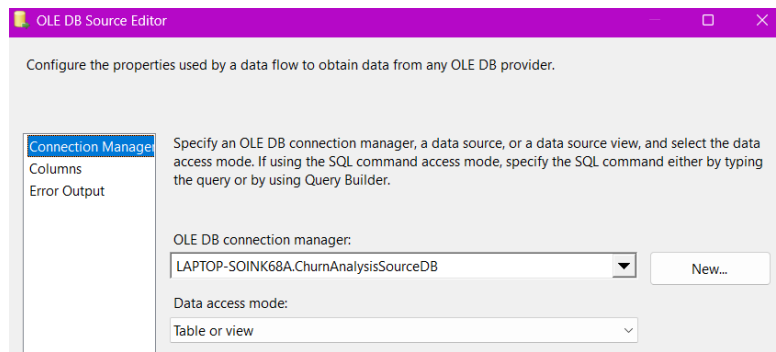 OLE DB Source Editor
Configure the properties used by a data flow to obtain data from any OLE DB provider.
Connection Manager
Columns
Error Output
Specify an OLE DB connection manager, a data source, or a data source view, and select the data
access mode. If using the SQL command access mode, specify the SQL command either by typing
the query or by using Query Builder.
OLE DB connection manager:
LAPTOP-SOINK68A.ChurnAnalysisSourceDB
New...
Data access mode:
Table or view